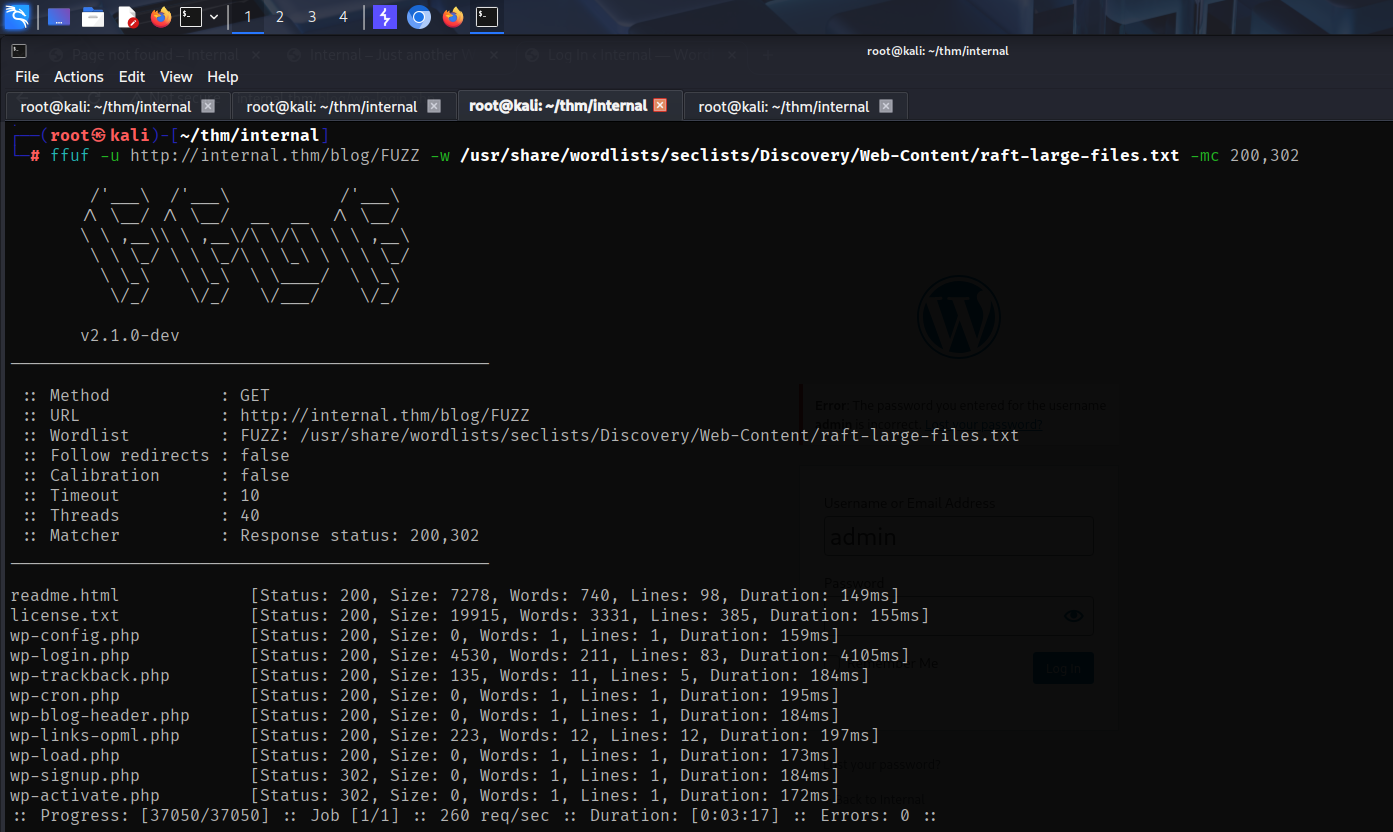 1 2 3 4
Page not found – Internal
Internal – Just another
Log In ‹ Internal — Wor
root@kali: ~/thm/internal
File Actions Edit View Help
root@kali: ~/thm/internal root@kali: ~/thm/internal root@kali: ~/thm/internal root@kali: ~/thm/internal
┌──(root㉿kali)-[~/thm/internal]
└─# ffuf -u http://internal.thm/blog/FUZZ -w /usr/share/wordlists/seclists/Discovery/Web-Content/raft-large-files.txt -mc 200,302
v2.1.0-dev
:: Method : GET
:: URL : http://internal.thm/blog/FUZZ
:: Wordlist : FUZZ: /usr/share/wordlists/seclists/Discovery/Web-Content/raft-large-files.txt
:: Follow redirects : false
:: Calibration : false
:: Timeout : 10
:: Threads : 40
:: Matcher : Response status: 200,302
Error: The password you entered for the username
admin is incorrect.
Username or Email Address
admin
Password
Me
Log In
your password?
readme.html [Status: 200, Size: 7278, Words: 740, Lines: 98, Duration: 149ms]
license.txt [Status: 200, Size: 19915, Words: 3331, Lines: 385, Duration: 155ms]
wp-config.php [Status: 200, Size: 0, Words: 1, Lines: 1, Duration: 159ms]
wp-login.php [Status: 200, Size: 4530, Words: 211, Lines: 83, Duration: 4105ms]
wp-trackback.php [Status: 200, Size: 135, Words: 11, Lines: 5, Duration: 184ms]
wp-cron.php [Status: 200, Size: 0, Words: 1, Lines: 1, Duration: 195ms]
wp-blog-header.php [Status: 200, Size: 0, Words: 1, Lines: 1, Duration: 184ms]
wp-links-opml.php [Status: 200, Size: 223, Words: 12, Lines: 12, Duration: 197ms]
wp-load.php [Status: 200, Size: 0, Words: 1, Lines: 1, Duration: 173ms]
wp-signup.php [Status: 302, Size: 0, Words: 1, Lines: 1, Duration: 184ms]
wp-activate.php [Status: 302, Size: 0, Words: 1, Lines: 1, Duration: 172ms]
:: Progress: [37050/37050] :: Job [1/1] :: 260 req/sec :: Duration: [0:03:17] :: Errors: 0 ::